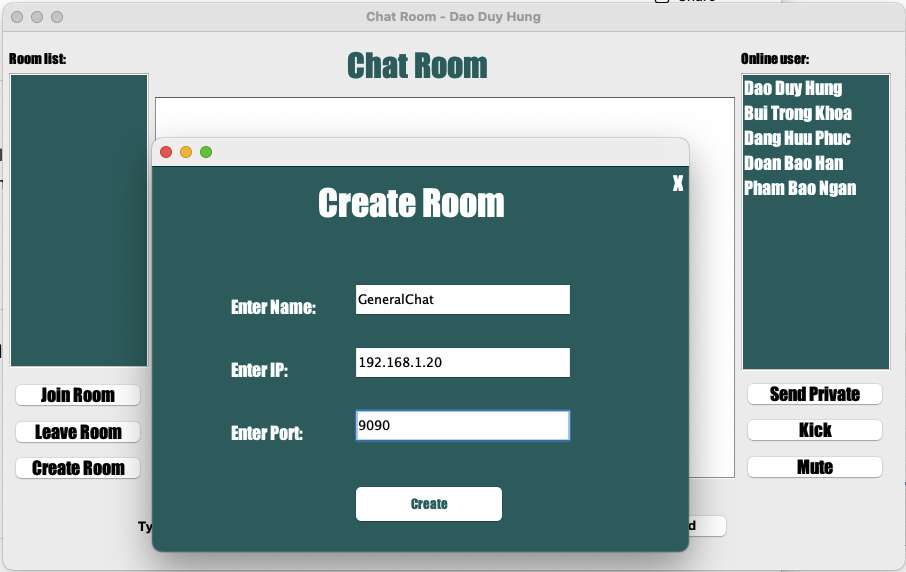 Chat Room - Dao Duy Hung
Room list:
Chat Room
Online user:
Dao Duy Hung
Bui Trong Khoa
Dang Huu Phuc
Doan Bao Han
Pham Bao Ngan
X
Create Room
Enter Name:
GeneralChat
Enter IP:
192.168.1.20
Enter Port:
9090
Create
Join Room
Leave Room
Create Room
Send Private
Kick
Mute